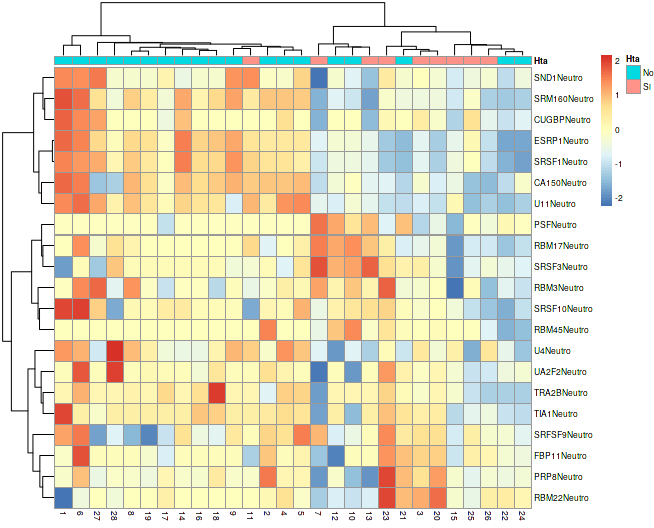 Hta
SND1Neutro
SRM160Neutro
CUGBPNeutro
ESRP1Neutro
SRSF1Neutro
CA150Neutro
U11Neutro
PSFNeutro
RBM17Neutro
SRSF3Neutro
RBM3Neutro
SRSF10Neutro
RBM45Neutro
U4Neutro
UA2F2Neutro
TRA2BNeutro
TIA1Neutro
SRFSF9Neutro
FBP11Neutro
PRP8Neutro
RBM22Neutro
1 6 27 28 8 19 17 14 16 18 9 11 2 4 5 7 12 10 13 23 21 3 20 15 25 26 22 24
2
1
0
-1
-2
Hta
No
SI